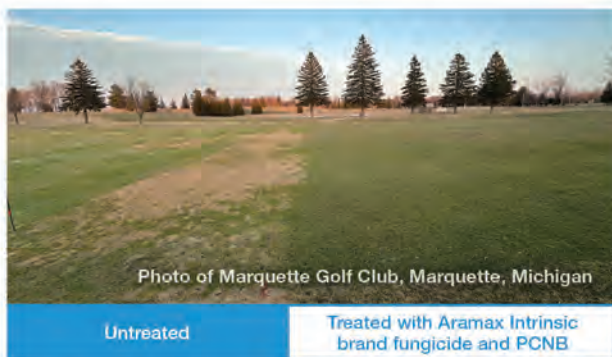 Photo of Marquette Golf Club, Marquette, Michigan
Untreated
Treated with Aramax Intrinsic
brand fungicide and PCNB